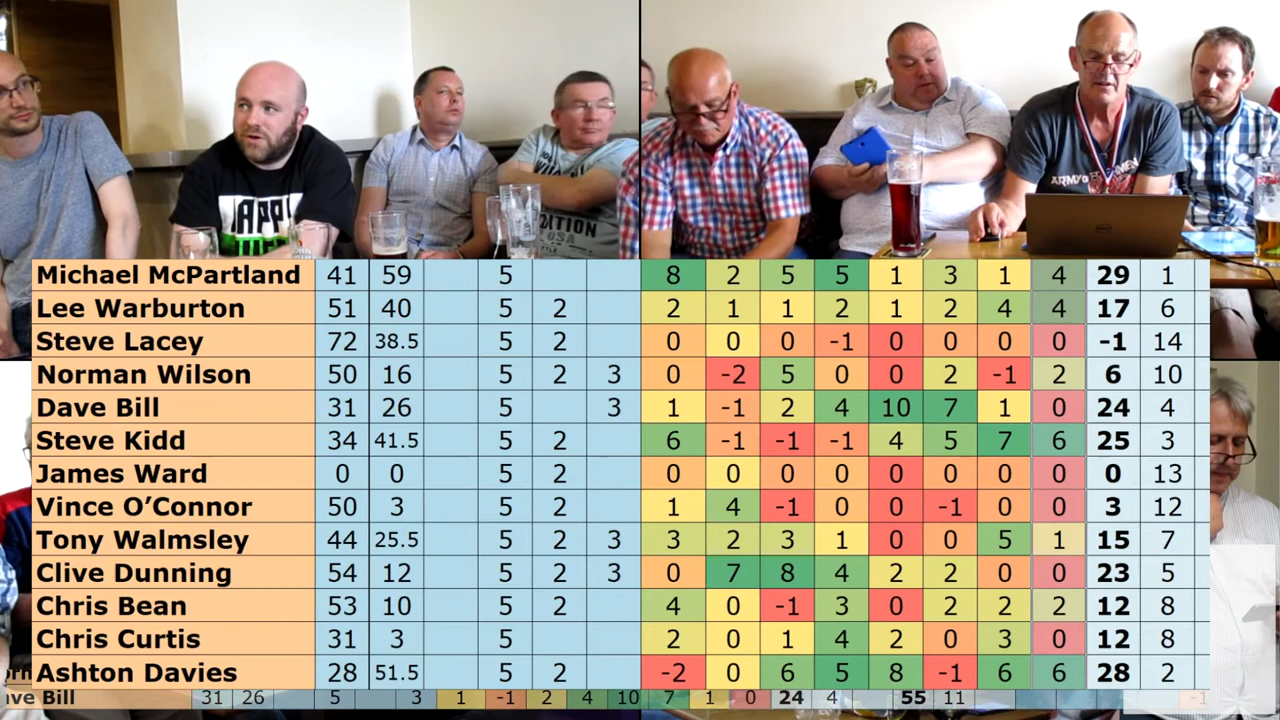 APP!
DITION
USA
ARMY
DELL
Michael McPartland 41 59 5 8 2 5 5 1 3 1 4 29 1
Lee Warburton 51 40 5 2 2 1 1 2 1 2 4 4 17 6
Steve Lacey 72 38.5 5 2 0 0 0 -1 0 0 0 0 -1 14
Norman Wilson 50 16 5 2 3 0 -2 5 0 0 2 -1 2 6 10
Dave Bill 31 26 5 3 1 -1 2 4 10 7 1 0 24 4
Steve Kidd 34 41.5 5 2 6 -1 -1 -1 4 5 7 6 25 3
James Ward 0 0 5 2 0 0 0 0 0 0 0 0 0 13
Vince O’Connor 50 3 5 2 1 4 -1 0 0 -1 0 0 3 12
Tony Walmsley 44 25.5 5 2 3 3 2 3 1 0 0 5 1 15 7
Clive Dunning 54 12 5 2 3 0 7 8 4 2 2 0 0 23 5
Chris Bean 53 10 5 2 4 0 -1 3 0 2 2 2 12 8
Chris Curtis 31 3 5 2 0 1 4 2 0 3 0 12 8
Ashton Davies 28 51.5 5 2 -2 0 6 5 8 -1 6 6 28 2
ave Bill 31 26 5 3 1 -1 2 4 10 7 1 0 24 4 55 11 -1